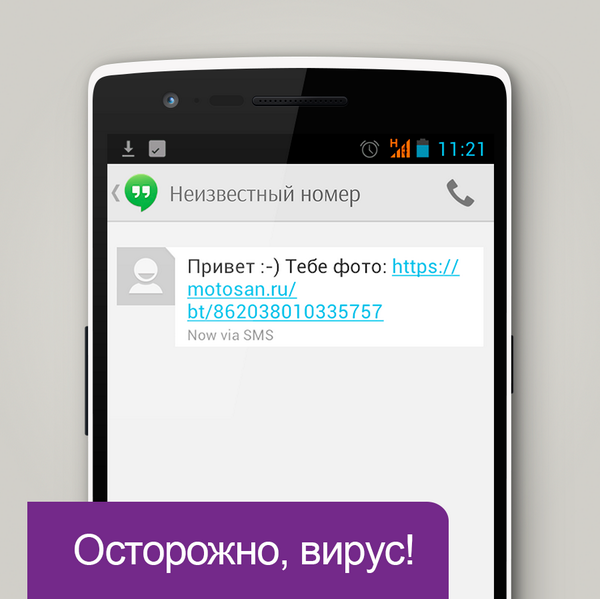 H
11:21
Неизвестный номер
Привет :-) Тебе фото: https://
motosan.ru/
bt/862038010335757
Now via SMS
Осторожно, вирус!